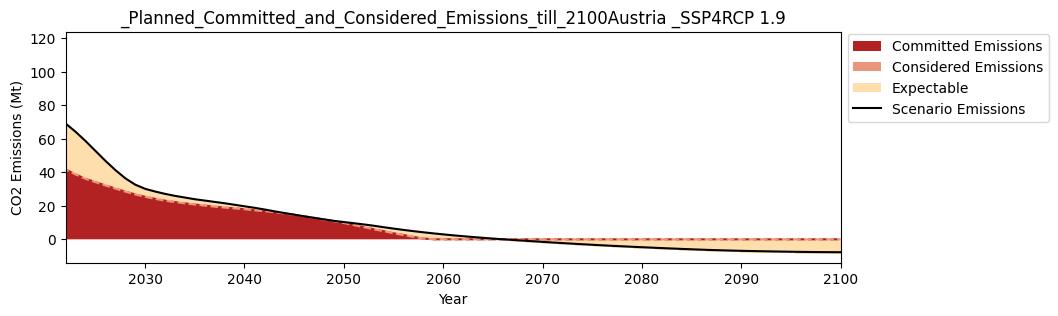 _Planned_Committed_and_Considered_Emissions_till_2100Austria _SSP4RCP 1.9
120
100
80
60
40
20
0
CO2 Emissions (Mt)
2030 2040 2050 2060 2070 2080 2090 2100
Year
Committed Emissions
Considered Emissions
Expectable
Scenario Emissions